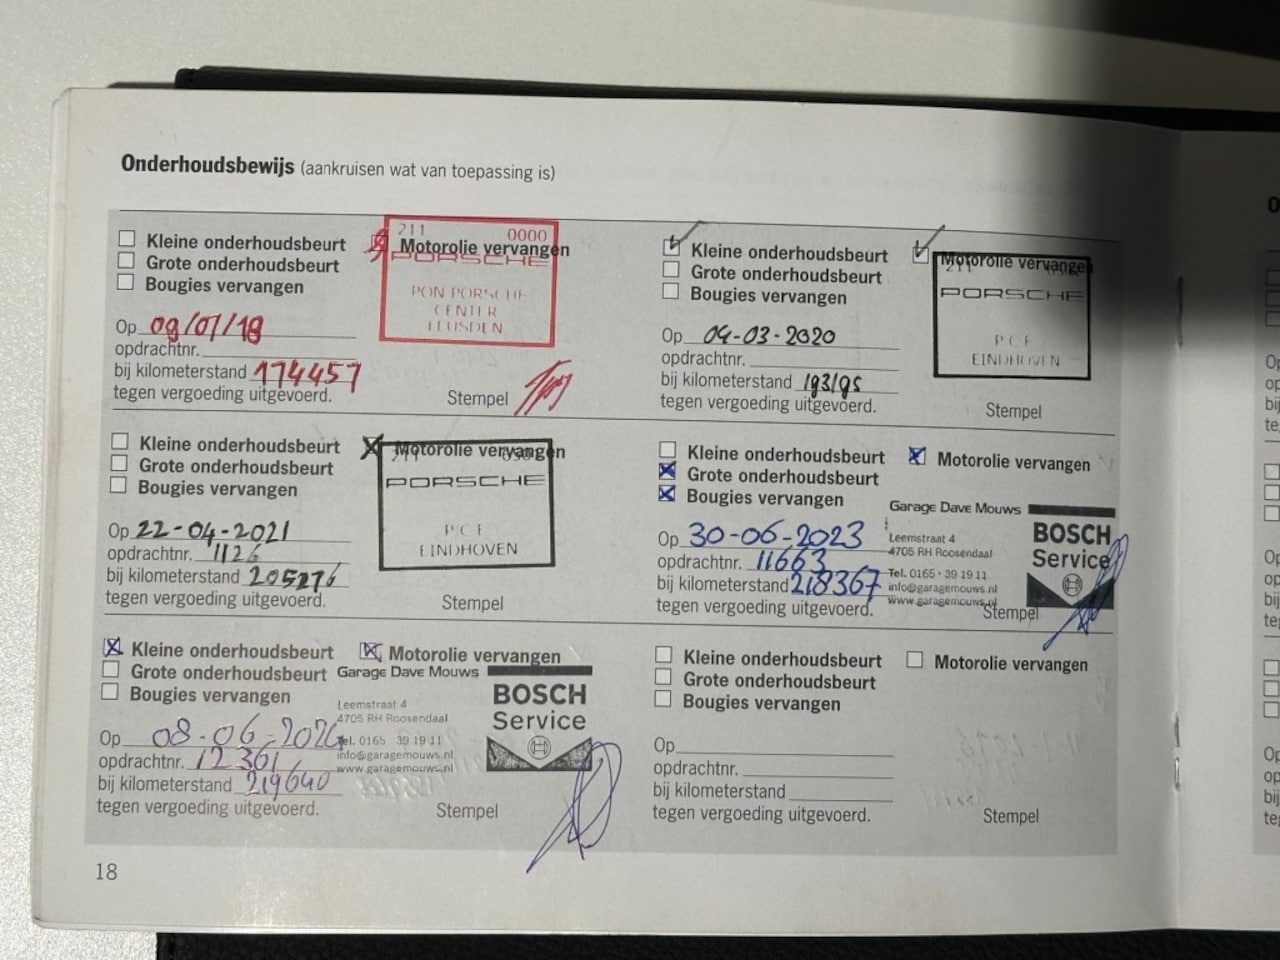 Onderhoudsbewijs (aankruisen wat van toepassing is)
Kleine onderhoudsbeurt
Grote onderhoudsbeurt
Bougies vervangen
Motorolie vervangen
211 0000
PORSCHE
PON PORSCHE
CENTER
LEUSDEN
Op 09/07/18
opdrachtnr.
bij kilometerstand 174457
tegen vergoeding uitgevoerd.
Stempel
Kleine onderhoudsbeurt
Grote onderhoudsbeurt
Bougies vervangen
Motorolie vervangen
211
PORSCHE
P C E
EINDHOVEN
Op 04-03-2020
opdrachtnr.
bij kilometerstand 193195
tegen vergoeding uitgevoerd.
Stempel
Kleine onderhoudsbeurt
Grote onderhoudsbeurt
Bougies vervangen
Motorolie vervangen
211
PORSCHE
P C E
EINDHOVEN
Op 22-04-2021
opdrachtnr. 1126
bij kilometerstand 205276
tegen vergoeding uitgevoerd.
Stempel
Kleine onderhoudsbeurt
Grote onderhoudsbeurt
Bougies vervangen
Motorolie vervangen
Garage Dave Mouws
Leemstraat 4
4705 RH Roosendaal
Tel. 0165 - 39 19 11
info@garagemouws.nl
www.garagemouws.nl
BOSCH
Service
Op 30-06-2023
opdrachtnr. 11663
bij kilometerstand 218367
tegen vergoeding uitgevoerd.
Stempel
Kleine onderhoudsbeurt
Grote onderhoudsbeurt
Bougies vervangen
Motorolie vervangen
Garage Dave Mouws
Leemstraat 4
4705 RH Roosendaal
Tel. 0165 39 19 11
info@garagemouws.nl
www.garagemouws.nl
BOSCH
Service
Op 08-06-2024
opdrachtnr. 12361
bij kilometerstand 219640
tegen vergoeding uitgevoerd.
Stempel
Kleine onderhoudsbeurt
Grote onderhoudsbeurt
Bougies vervangen
Motorolie vervangen
Op
opdrachtnr.
bij kilometerstand
tegen vergoeding uitgevoerd.
Stempel
18